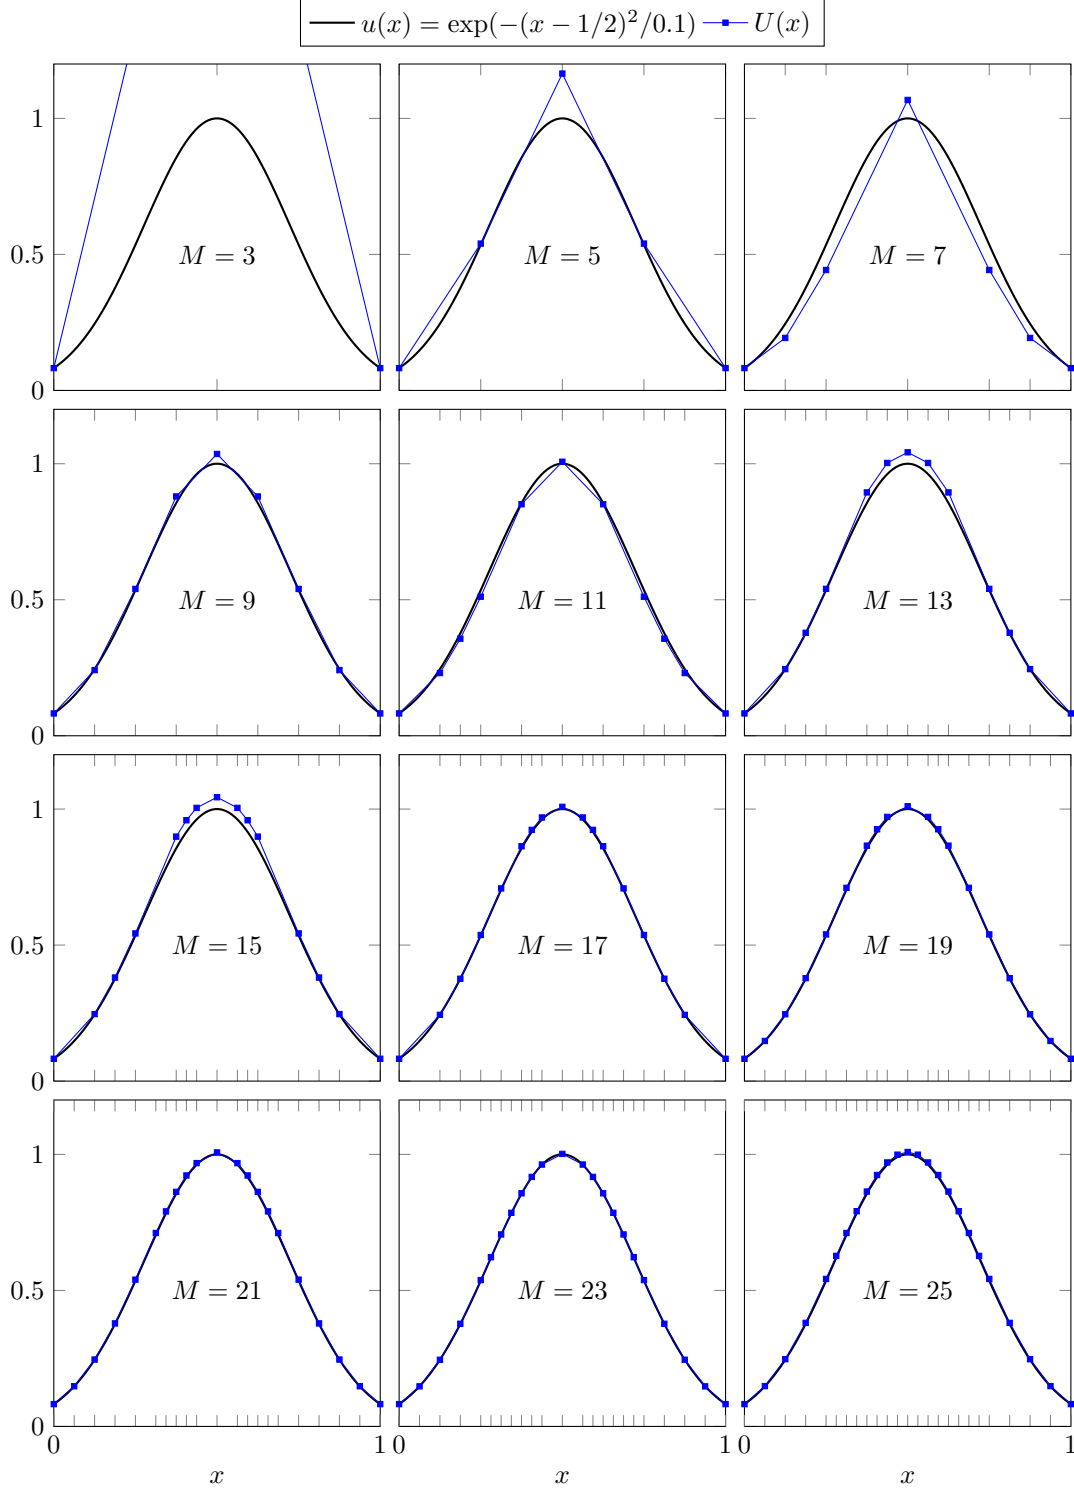 u(x) = exp(−(x − 1/2)²/0.1) U(x)
1
0.5
0
M = 3
M = 5
M = 7
1
0.5
0
M = 9
M = 11
M = 13
1
0.5
0
M = 15
M = 17
M = 19
1
0.5
0
M = 21
M = 23
M = 25
0 1 0 1
x x x